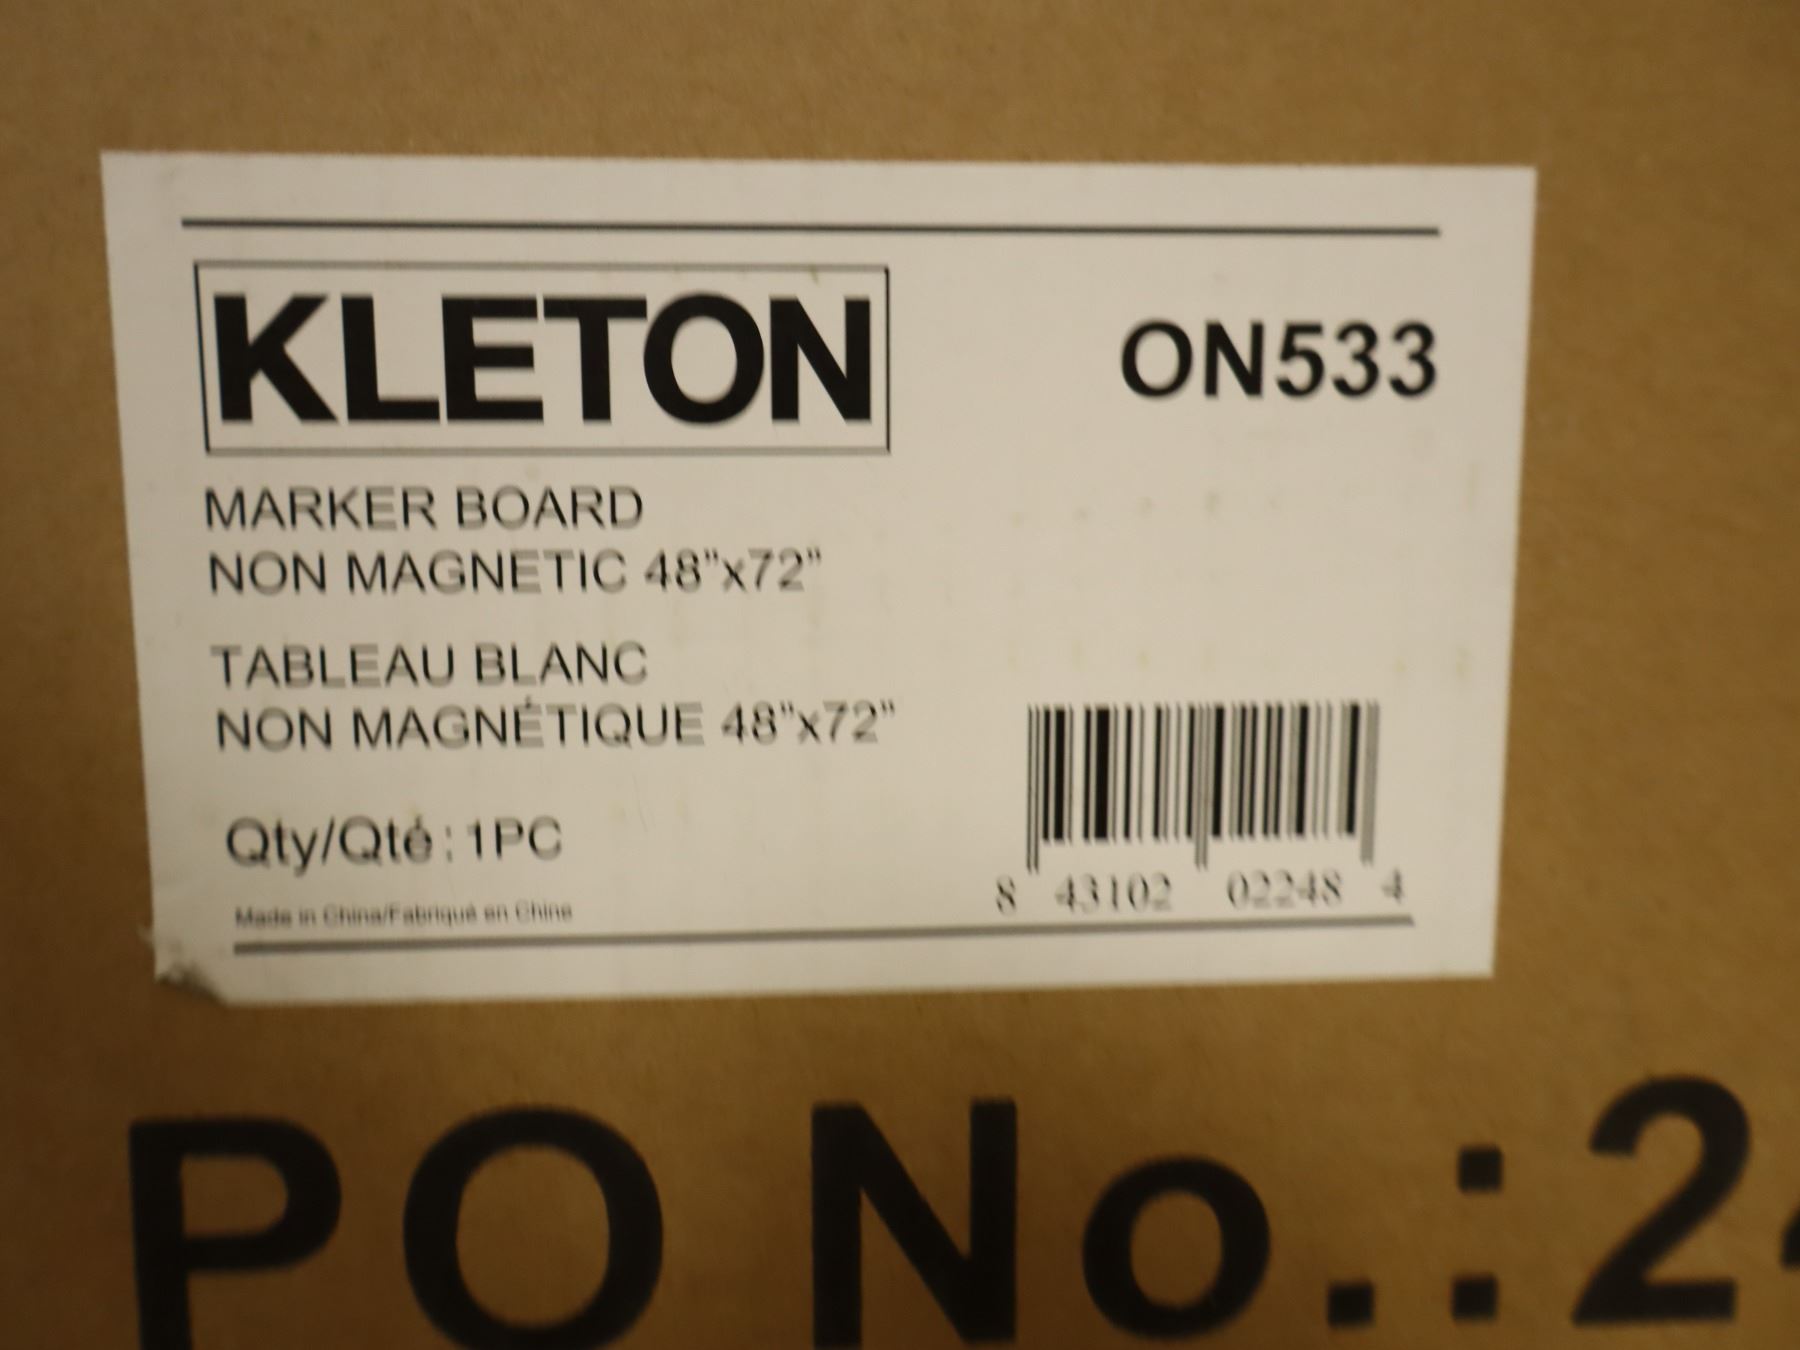 KLETON
ON533
MARKER BOARD
NON MAGNETIC 48"x72"
TABLEAU BLANC
NON MAGNÉTIQUE 48"x72"
Qty/Qté : 1PC
Made in China/Fabriqué en Chine
8 43102 02248 4
PO No.:2